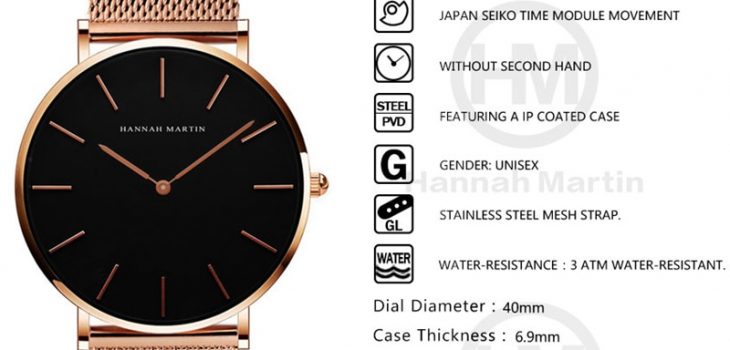 HANNAH MARTIN
JAPAN SEIKO TIME MODULE MOVEMENT
WITHOUT SECOND HAND
STEEL
PVD
FEATURING A IP COATED CASE
G
GENDER: UNISEX
GL
STAINLESS STEEL MESH STRAP.
WATER
WATER-RESISTANCE : 3 ATM WATER-RESISTANT.
Dial Diameter : 40mm
Case Thickness : 6.9mm
HM
Hannah Martin
HM